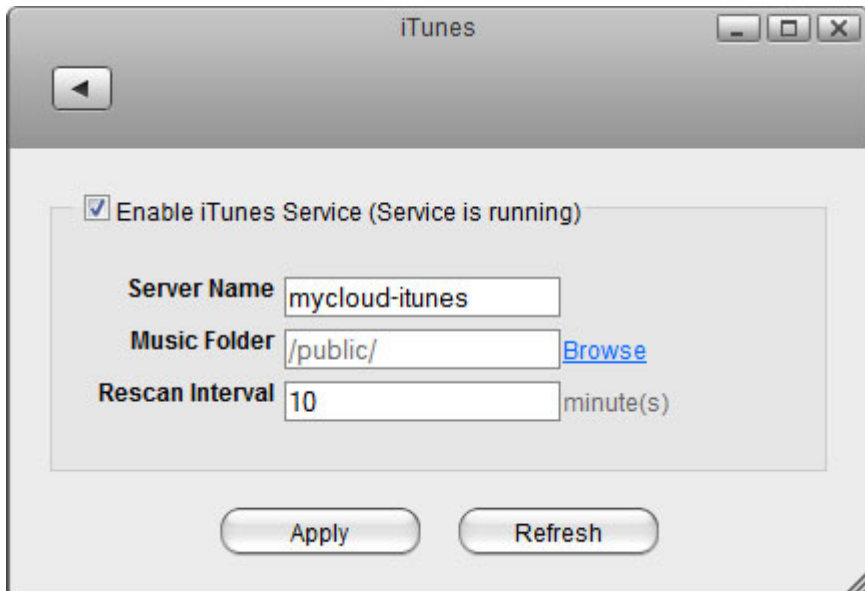 iTunes
Enable iTunes Service (Service is running)
Server Name mycloud-itunes
Music Folder /public/ Browse
Rescan Interval 10 minute(s)
Apply Refresh